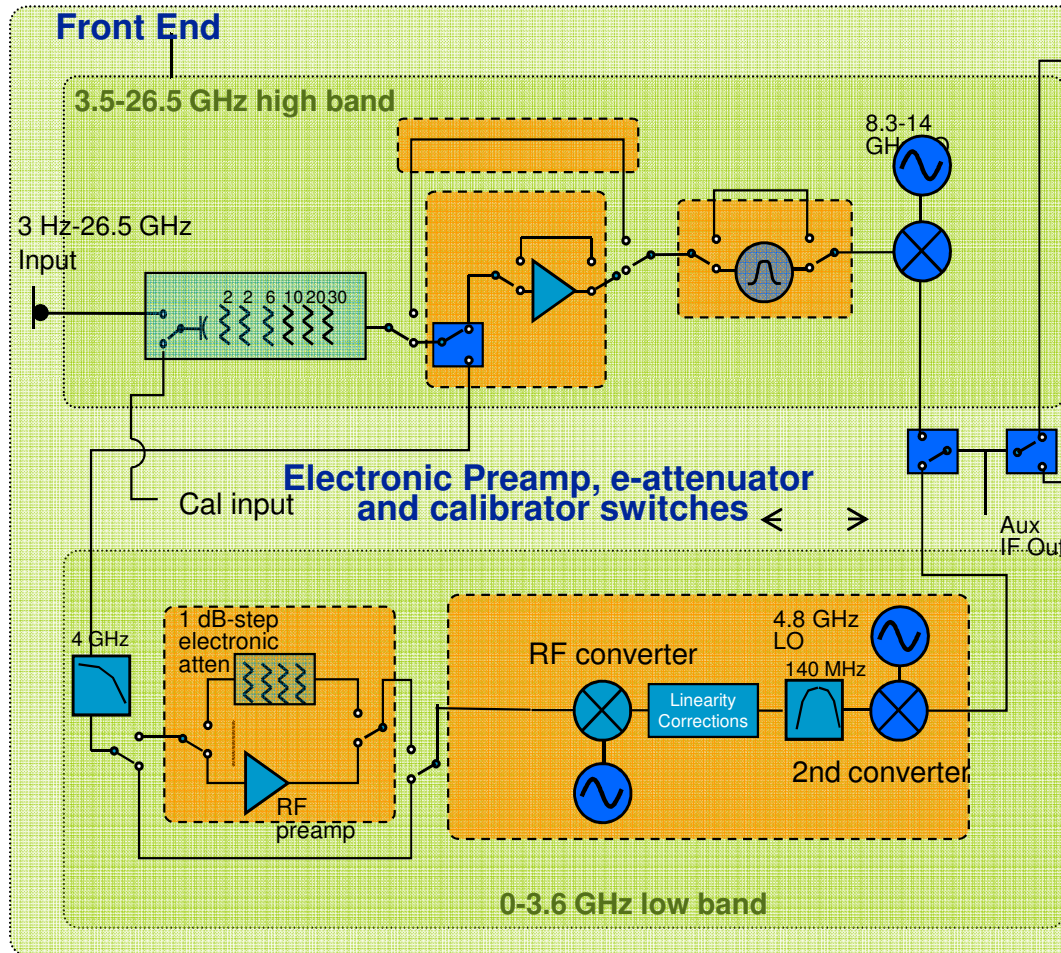 Front End
3.5-26.5 GHz high band
8.3-14
3 Hz-26.5 GHz
Input
2 2 6 10 20 30
Cal input
Electronic Preamp, e-attenuator
and calibrator switches
Aux
IF Out
4 GHz
1 dB-step
electronic
atten
RF
preamp
RF converter
Linearity
Corrections
4.8 GHz
LO
140 MHz
2nd converter
0-3.6 GHz low band